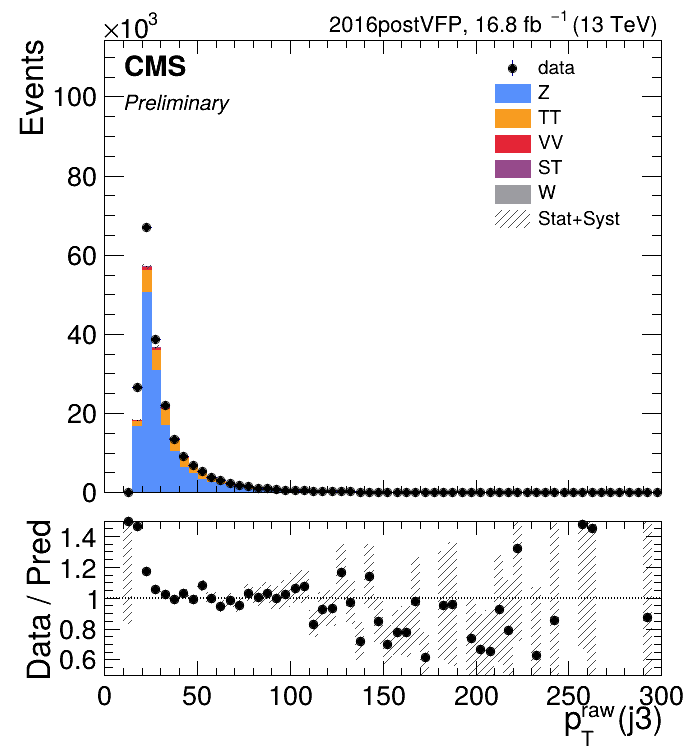 ×10³ 2016postVFP, 16.8 fb ⁻¹ (13 TeV)
CMS
Preliminary
Events
100
80
60
40
20
0
data
Z
TT
VV
ST
W
Stat+Syst
Data / Pred
1.4
1.2
1
0.8
0.6
0 50 100 150 200 250 300
p_T^raw(j3)